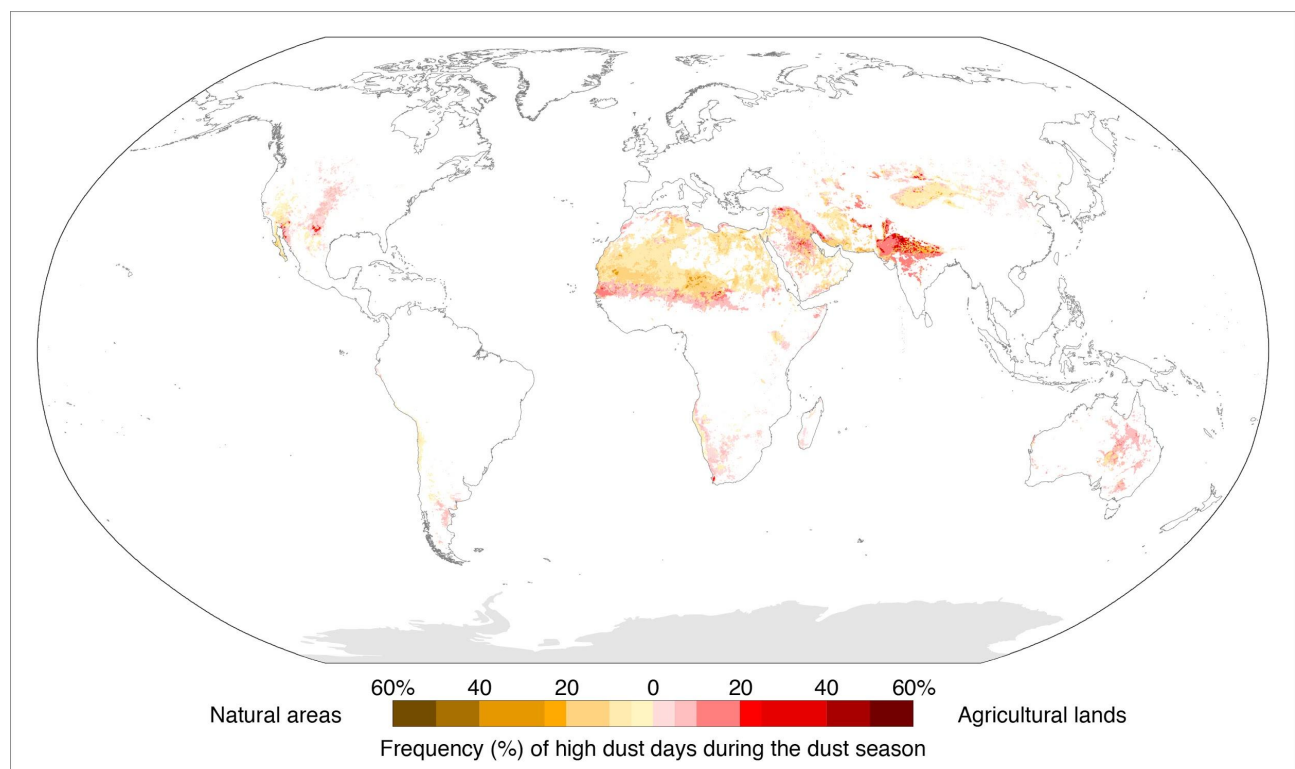 60% 40 20 0 20 40 60%
Natural areas Agricultural lands
Frequency (%) of high dust days during the dust season